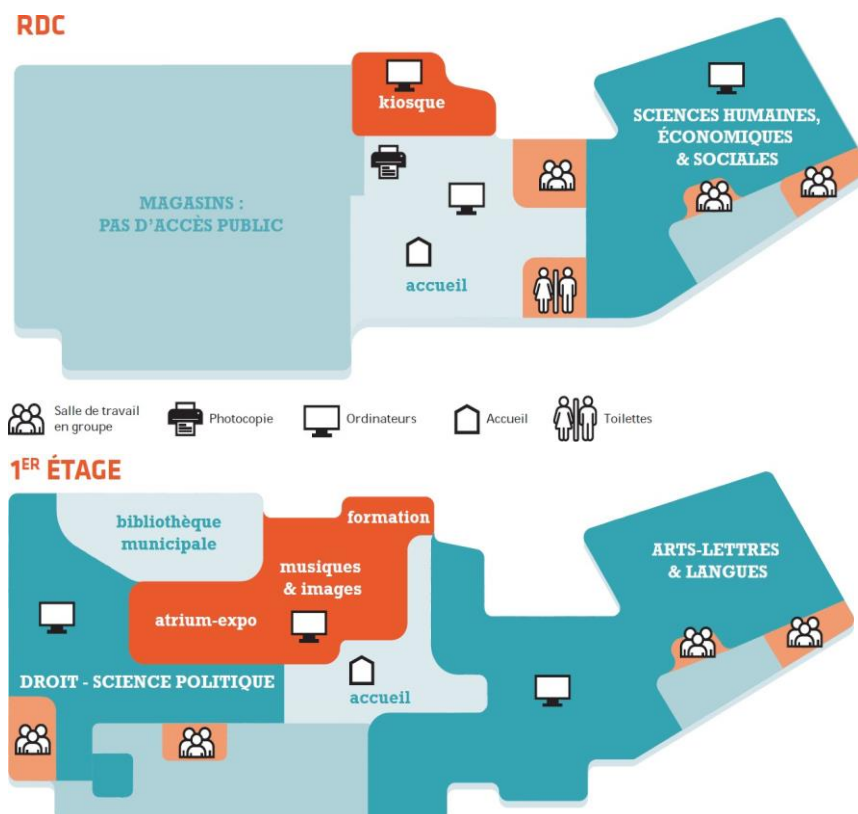 RDC
kiosque
SCIENCES HUMAINES,
ÉCONOMIQUES
& SOCIALES
MAGASINS :
PAS D'ACCÈS PUBLIC
accueil
Salle de travail
en groupe
Photocopie
Ordinateurs
Accueil
Toilettes
1ER ÉTAGE
bibliothèque
municipale
formation
musiques
& images
atrium-expo
ARTS-LETTRES
& LANGUES
DROIT - SCIENCE POLITIQUE
accueil